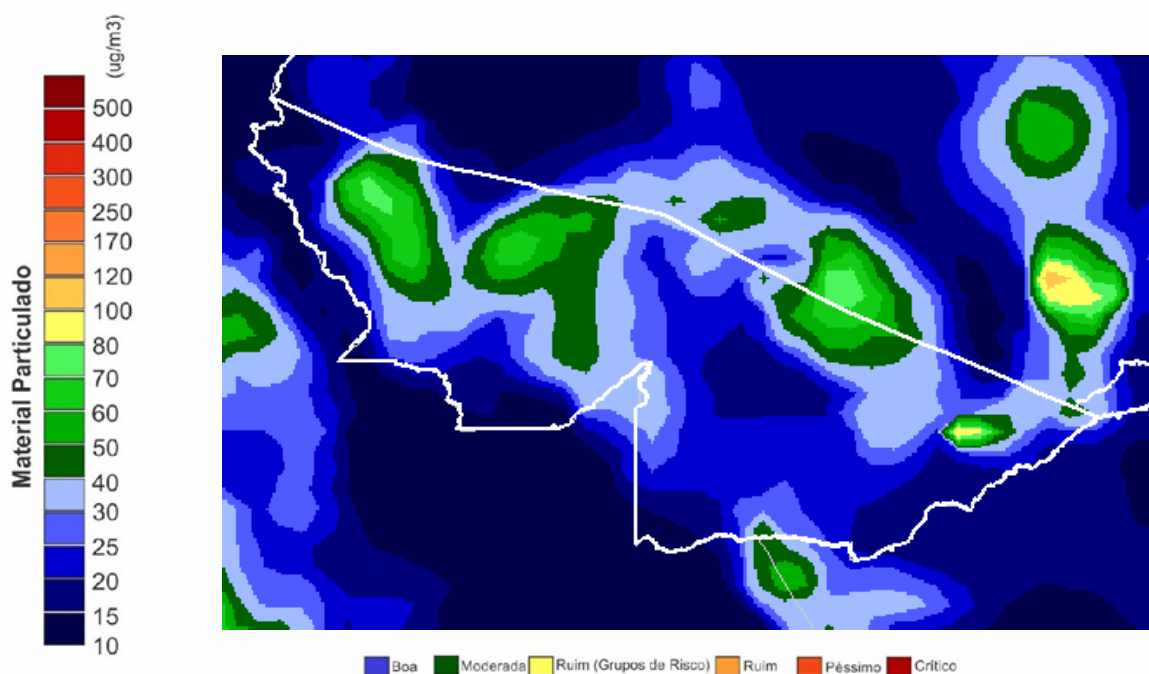 (ug/m3)
Material Particulado
500
400
300
250
170
120
100
80
70
60
50
40
30
25
20
15
10
Boa
Moderada
Ruim (Grupos de Risco)
Ruim
Péssimo
Crítico